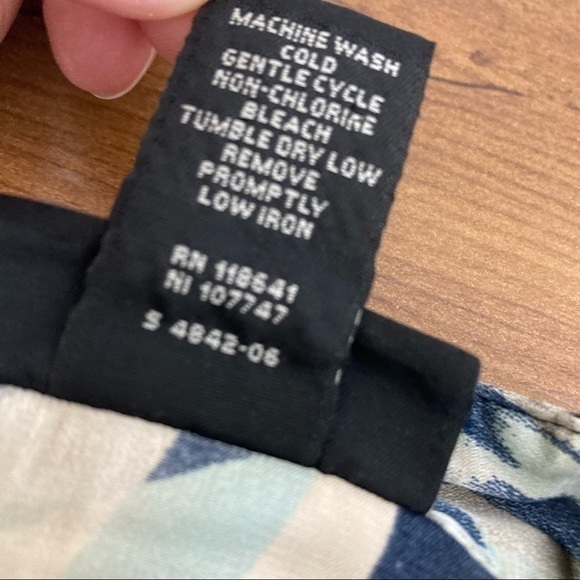 MACHINE WASH
COLD
GENTLE CYCLE
NON-CHLORINE
BLEACH
TUMBLE DRY LOW
REMOVE
PROMPTLY
LOW IRON
RN 118641
NI 107747
S 4842-06